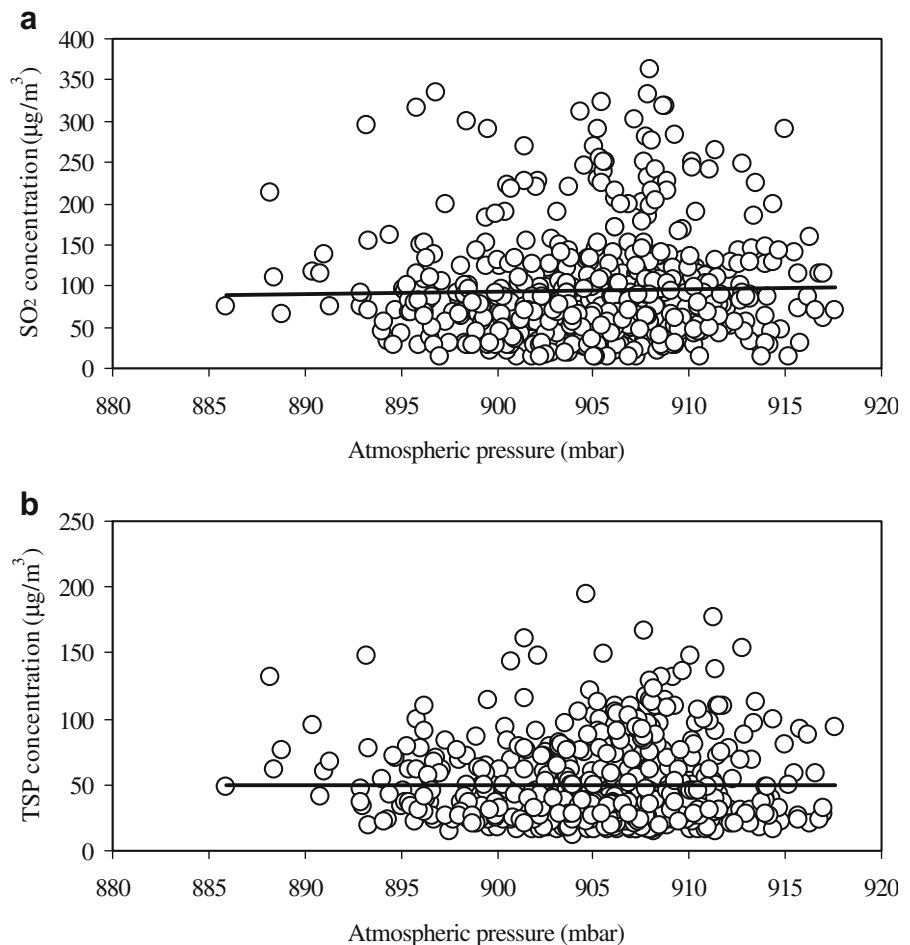 a
SO2 concentration (µg/m3)
400
350
300
250
200
150
100
50
0
880 885 890 895 900 905 910 915 920
Atmospheric pressure (mbar)
b
TSP concentration (µg/m3)
250
200
150
100
50
0
880 885 890 895 900 905 910 915 920
Atmospheric pressure (mbar)